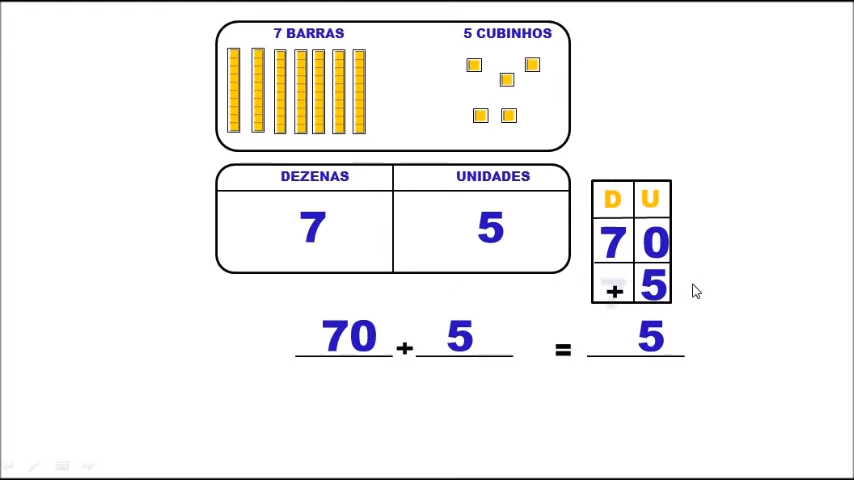 7 BARRAS
5 CUBINHOS
DEZENAS
UNIDADES
7
5
D U
7 0
+ 5
70 + 5 = 5